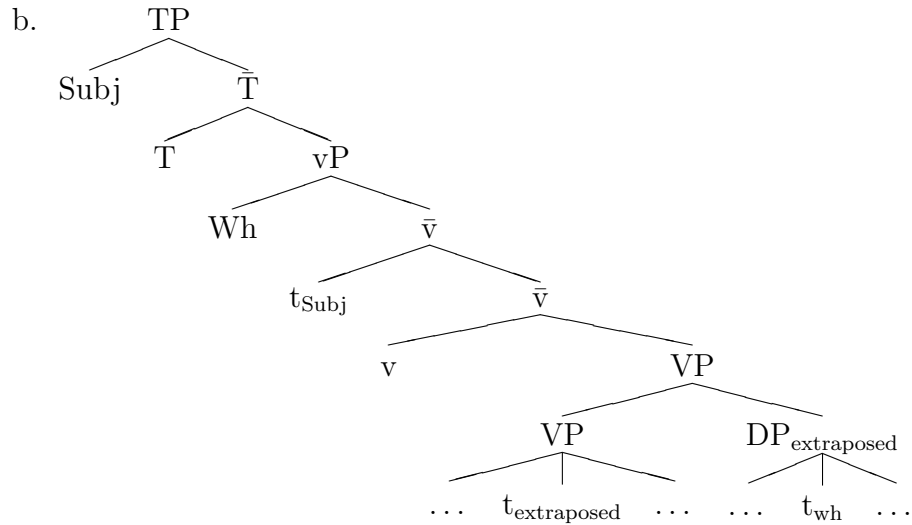 b. TP
Subj T̄
T vP
Wh v̄
t_Subj v̄
v VP
VP DP_extraposed
... t_extraposed ... ... t_wh ...